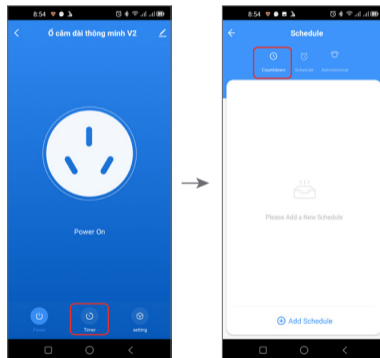 8:54
Ổ cắm dài thông minh V2
Power On
Power
Timer
setting
8:54
Schedule
Countdown
Schedule
Astronomical
Please Add a New Schedule
Add Schedule